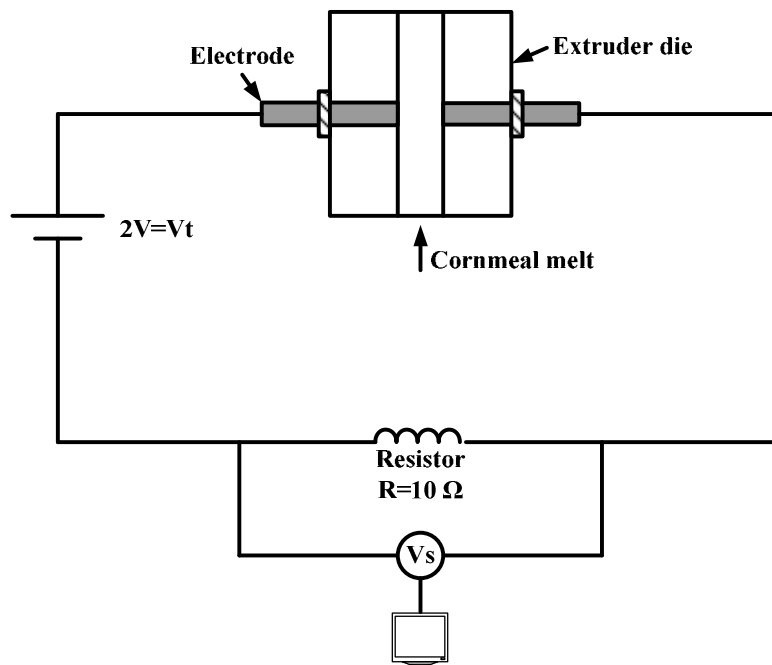 Electrode
Extruder die
2V=Vt
Cornmeal melt
Resistor
R=10 Ω
Vs